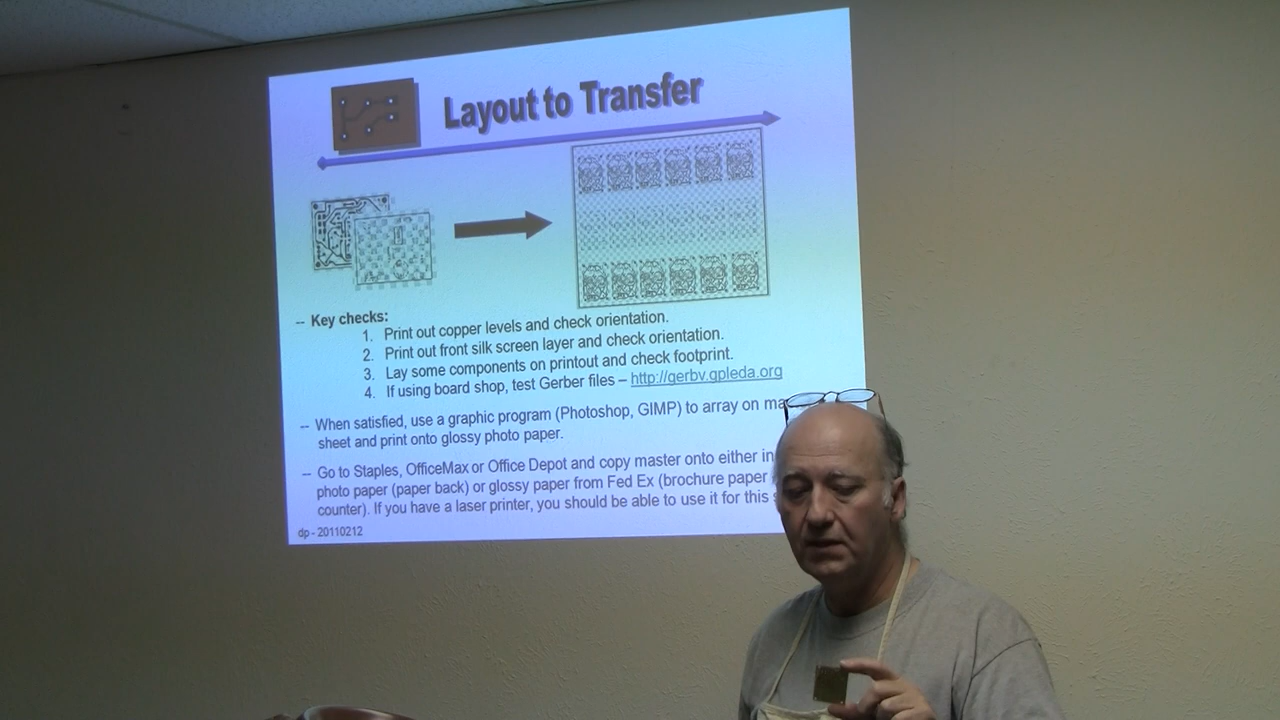 Layout to Transfer
-- Key checks:
1. Print out copper levels and check orientation.
2. Print out front silk screen layer and check orientation.
3. Lay some components on printout and check footprint.
4. If using board shop, test Gerber files – http://gerbv.gpleda.org
-- When satisfied, use a graphic program (Photoshop, GIMP) to array on
sheet and print onto glossy photo paper.
-- Go to Staples, OfficeMax or Office Depot and copy master onto either
photo paper (paper back) or glossy paper from Fed Ex (brochure paper
counter). If you have a laser printer, you should be able to use it for this
dp - 20110212